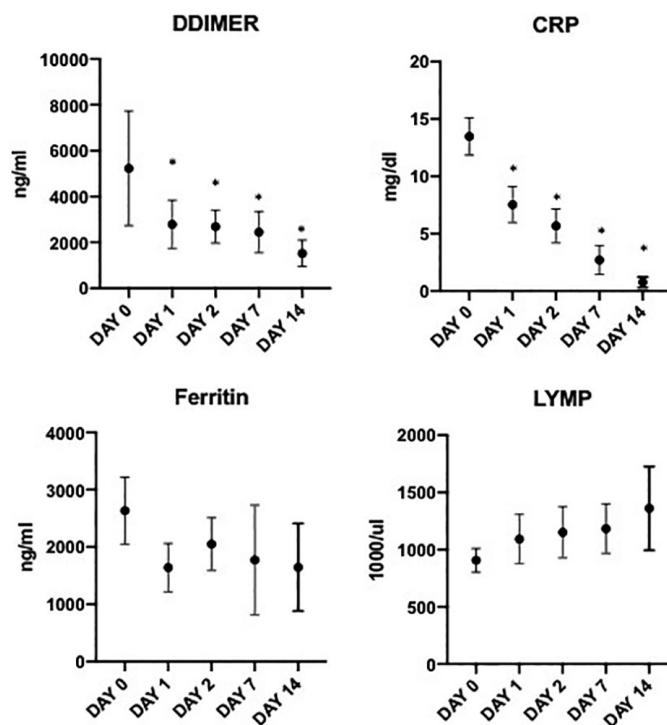 DDIMER
10000
8000
6000
4000
2000
0
ng/ml
*
*
*
*
DAY 0
DAY 1
DAY 2
DAY 7
DAY 14
CRP
20
15
10
5
0
mg/dl
*
*
*
*
DAY 0
DAY 1
DAY 2
DAY 7
DAY 14
Ferritin
4000
3000
2000
1000
0
ng/ml
DAY 0
DAY 1
DAY 2
DAY 7
DAY 14
LYMP
2000
1500
1000
500
0
1000/ul
DAY 0
DAY 1
DAY 2
DAY 7
DAY 14